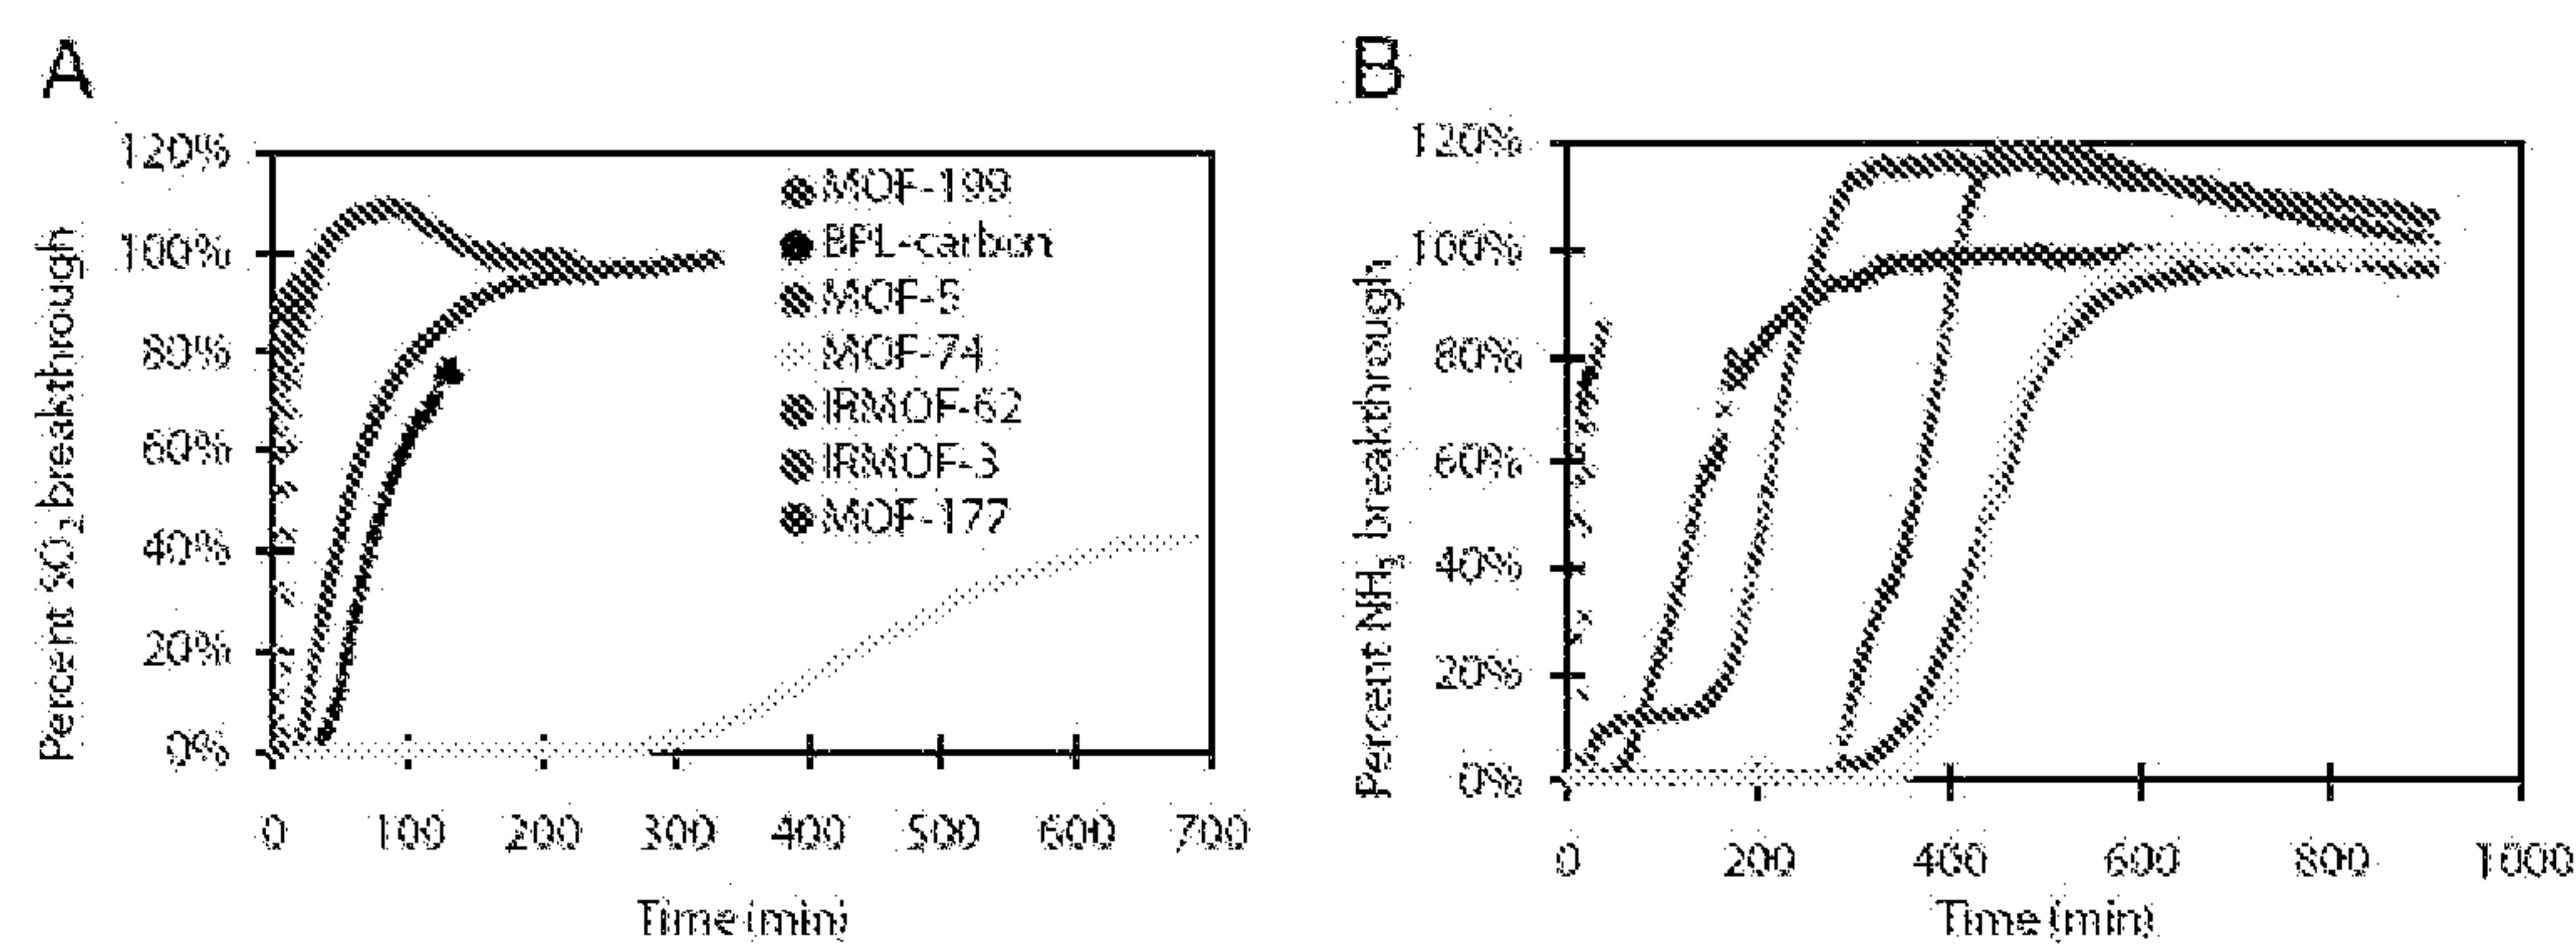 A
120%
100%
80%
60%
40%
20%
0%
Percent SO2 breakthrough
MOF-199
BPL-carbon
MOF-5
MOF-74
IRMOF-62
IRMOF-3
MOF-177
0 100 200 300 400 500 600 700
Time (min)
B
120%
100%
80%
60%
40%
20%
0%
Percent NH3 breakthrough
0 200 400 600 800 1000
Time (min)